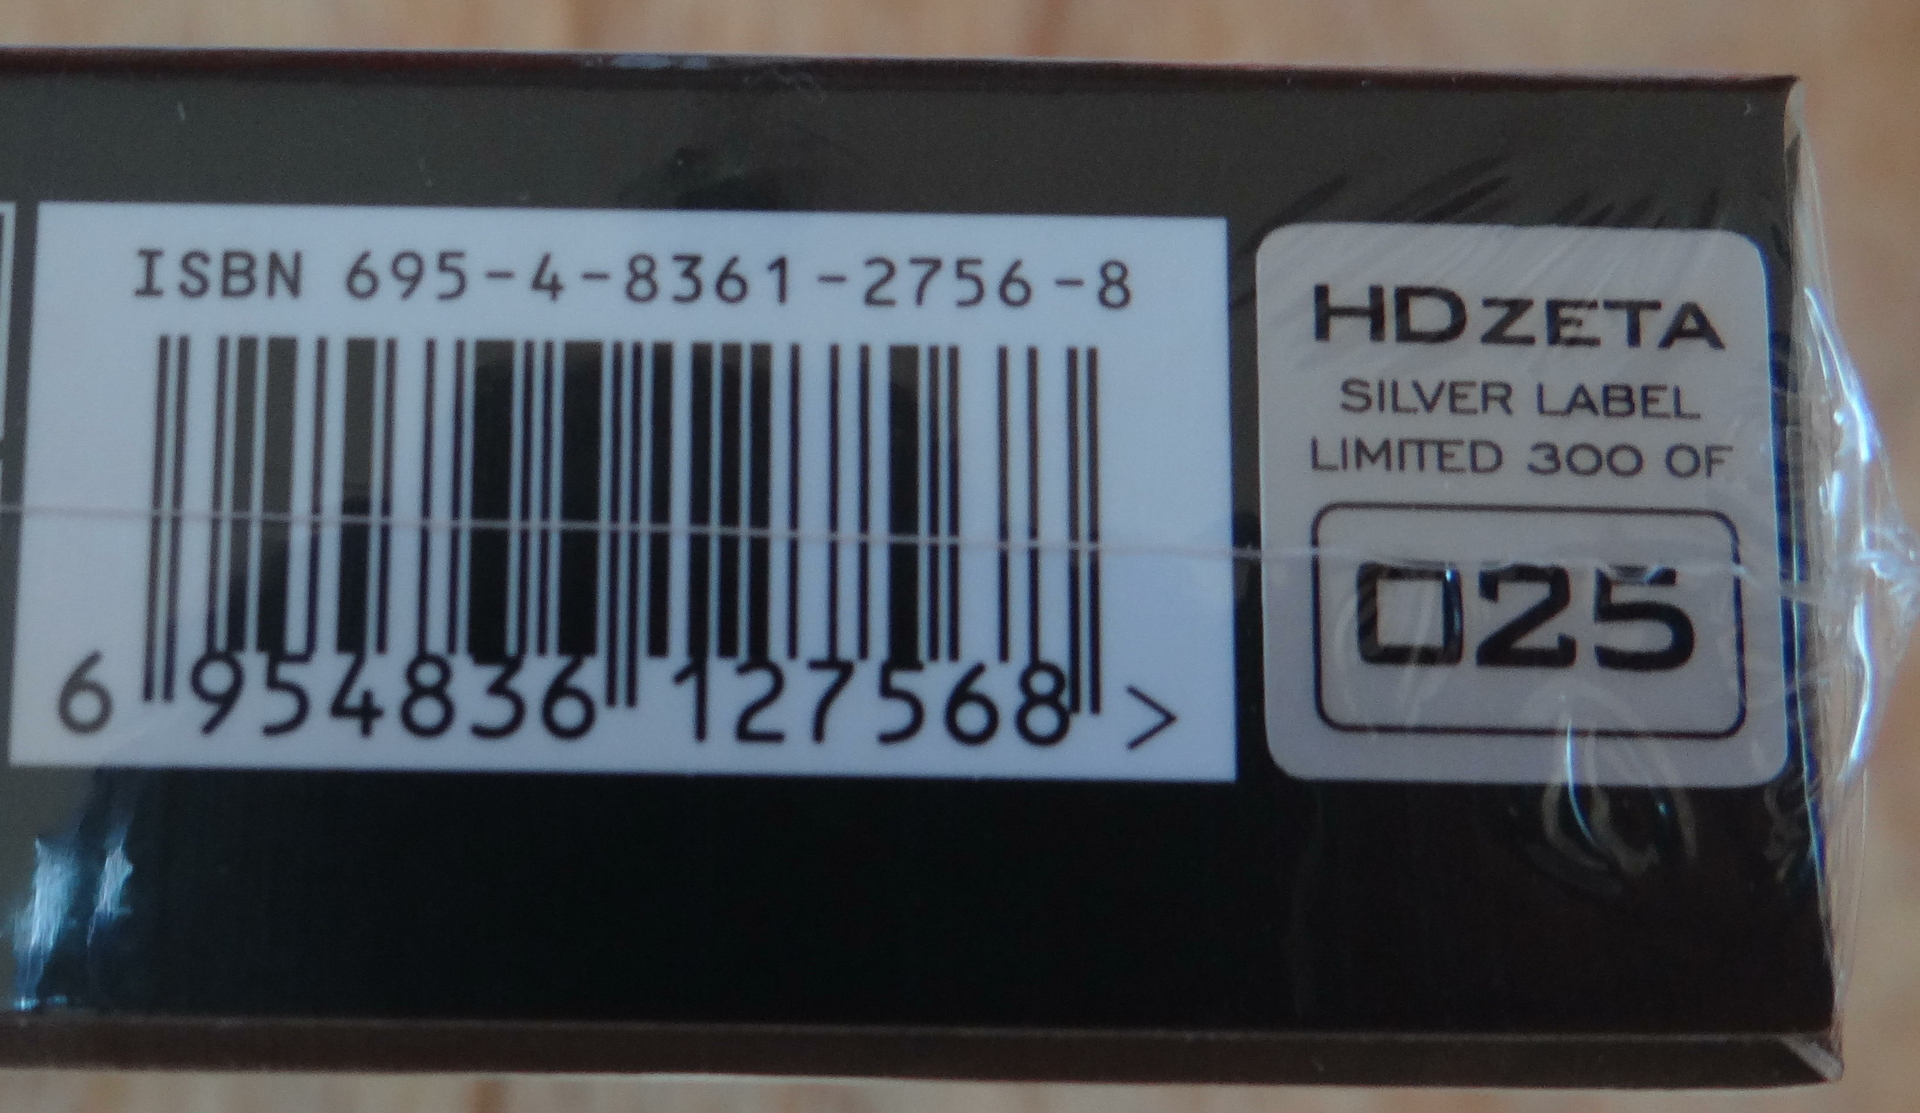 ISBN 695-4-8361-2756-8
6 954836 127568 >
HDZETA
SILVER LABEL
LIMITED 300 OF
025